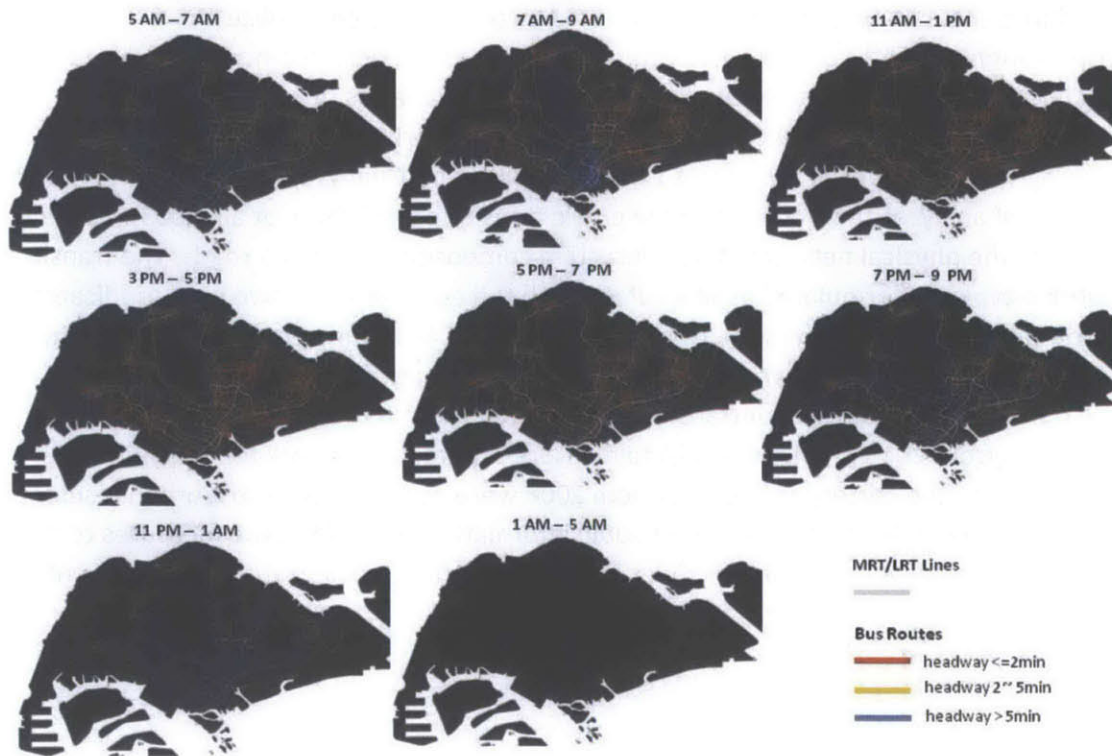 5 AM – 7 AM
7 AM – 9 AM
11 AM – 1 PM
3 PM – 5 PM
5 PM – 7 PM
7 PM – 9 PM
11 PM – 1 AM
1 AM – 5 AM
MRT/LRT Lines
Bus Routes
headway <=2min
headway 2~5min
headway >5min